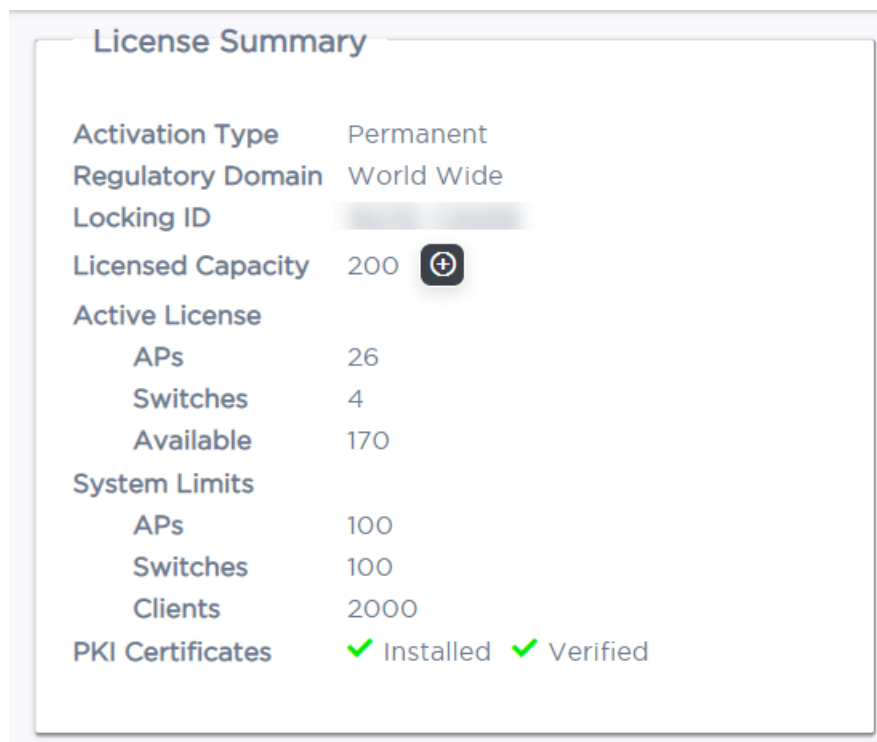 License Summary
Activation Type Permanent
Regulatory Domain World Wide
Locking ID
Licensed Capacity 200
Active License
APs 26
Switches 4
Available 170
System Limits
APs 100
Switches 100
Clients 2000
PKI Certificates Installed Verified